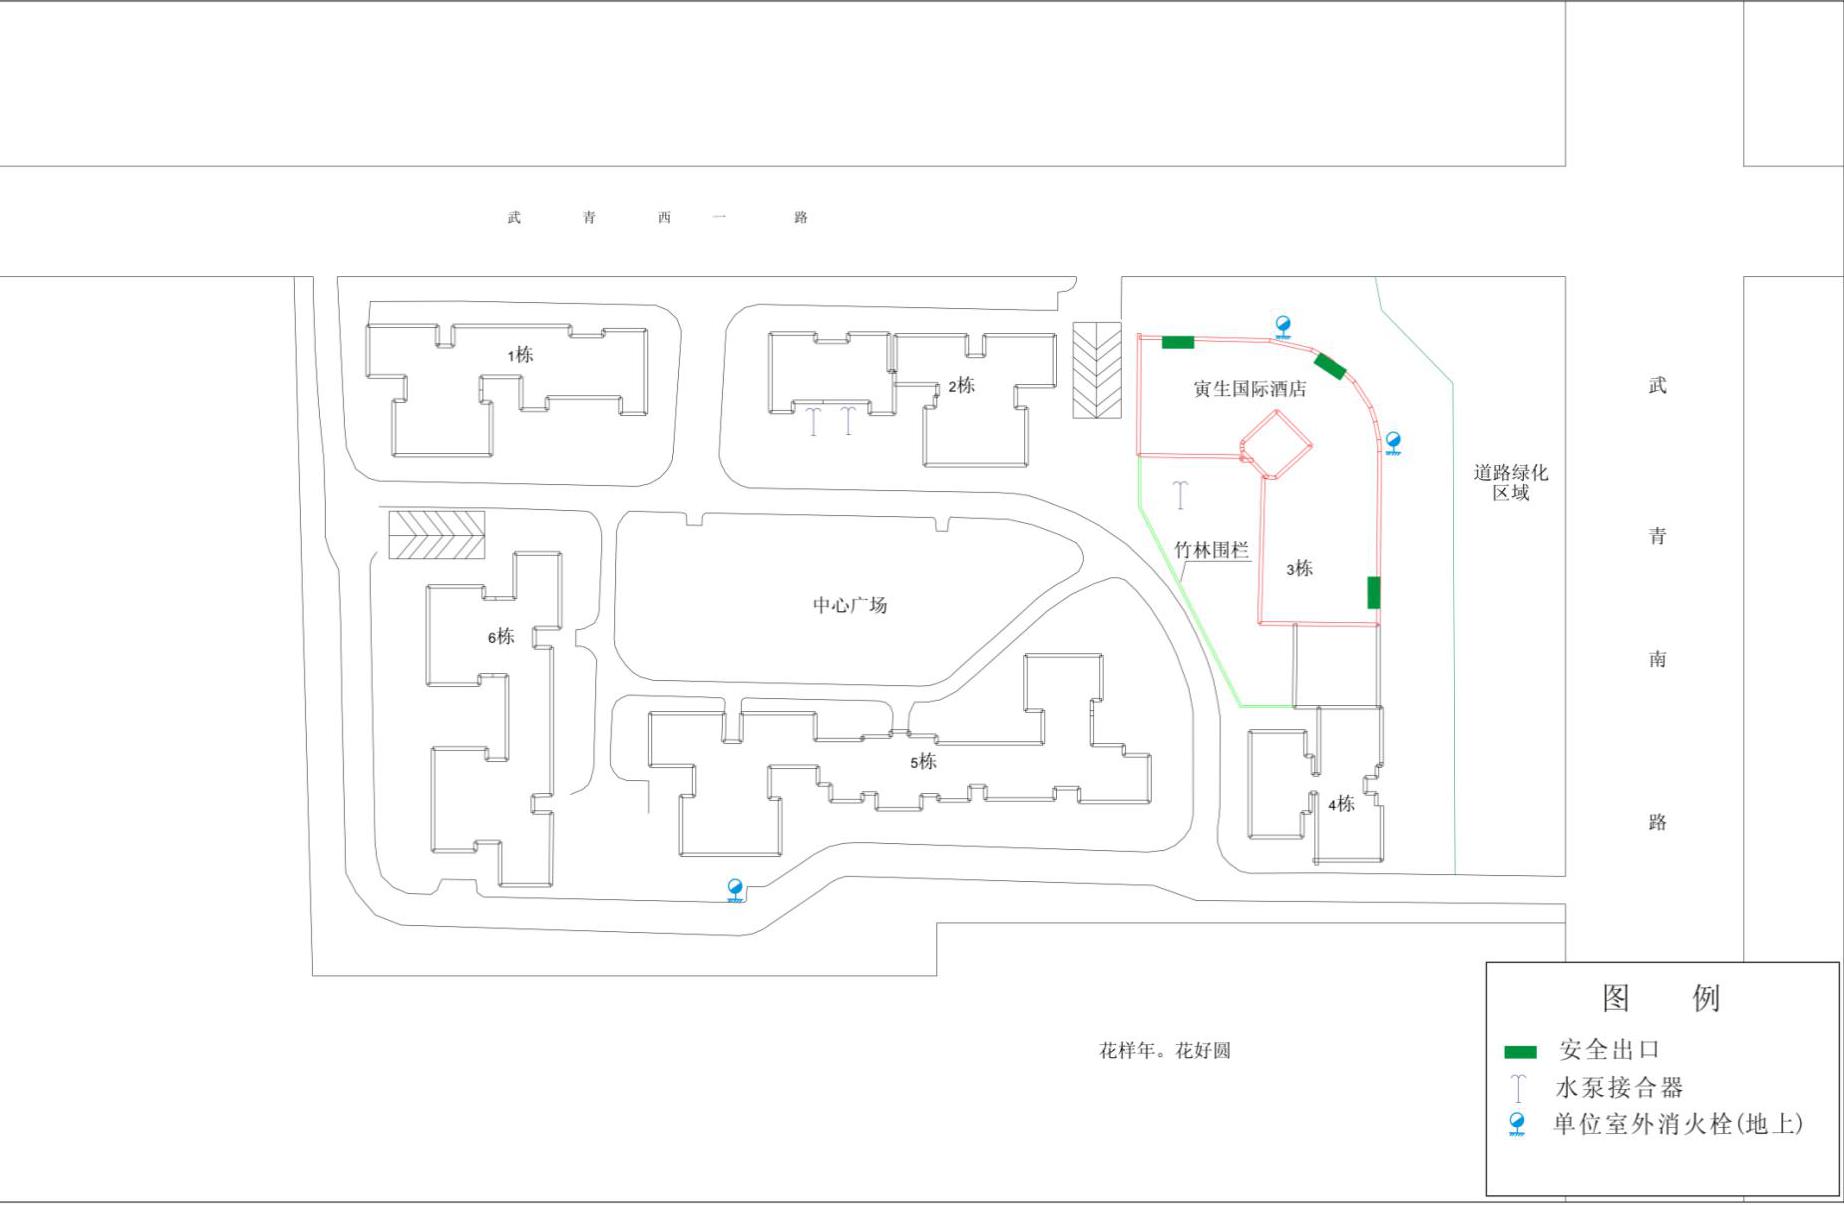 武青西一路
1栋
2栋
寅生国际酒店
武青南路
道路绿化
区域
竹林围栏
3栋
中心广场
6栋
5栋
4栋
花样年。花好圆
图 例
安全出口
水泵接合器
单位室外消火栓(地上)